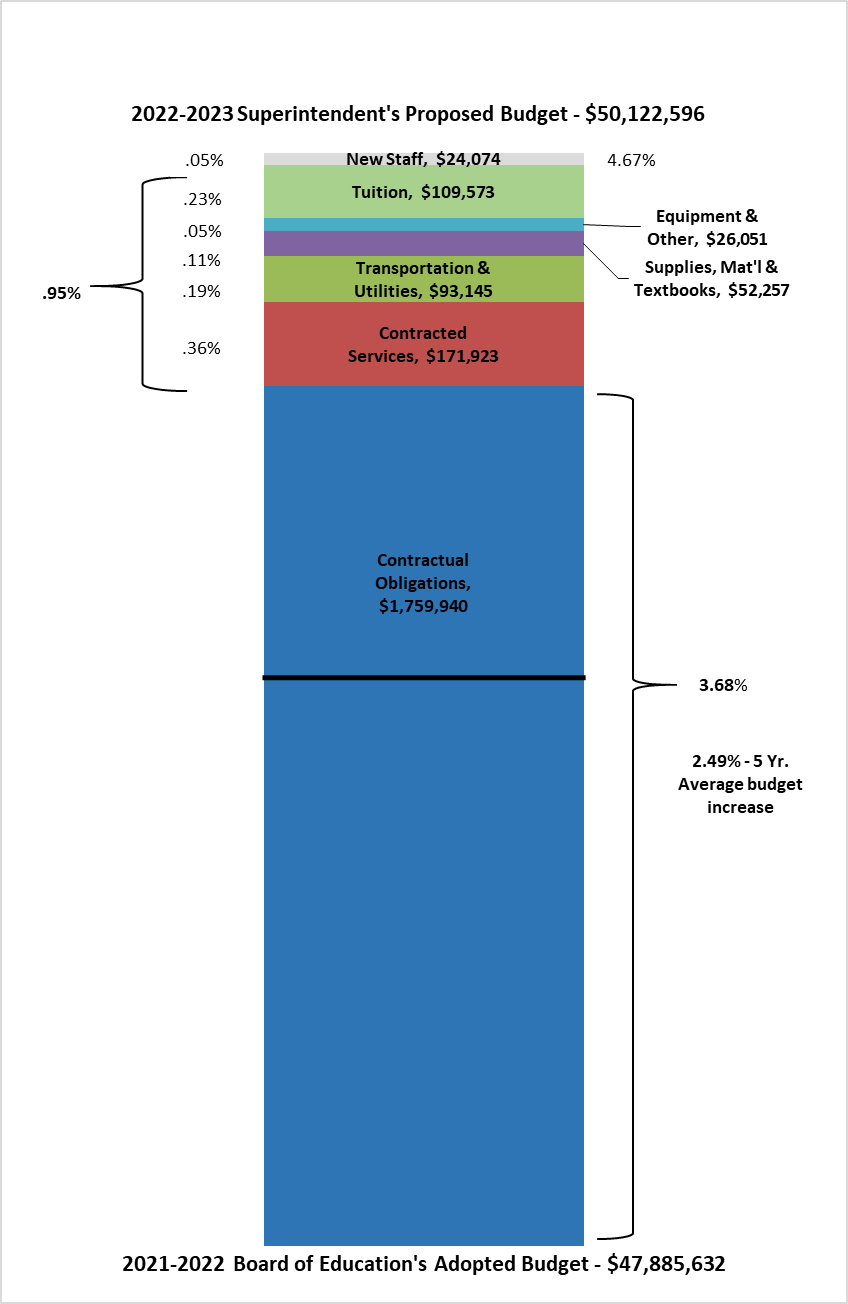 2022-2023 Superintendent's Proposed Budget - $50,122,596
.05%
New Staff, $24,074
4.67%
.23%
Tuition, $109,573
.05%
Equipment &
Other, $26,051
.11%
Supplies, Mat'l &
Textbooks, $52,257
.95%
.19%
Transportation &
Utilities, $93,145
.36%
Contracted
Services, $171,923
Contractual
Obligations,
$1,759,940
3.68%
2.49% - 5 Yr.
Average budget
increase
2021-2022 Board of Education's Adopted Budget - $47,885,632